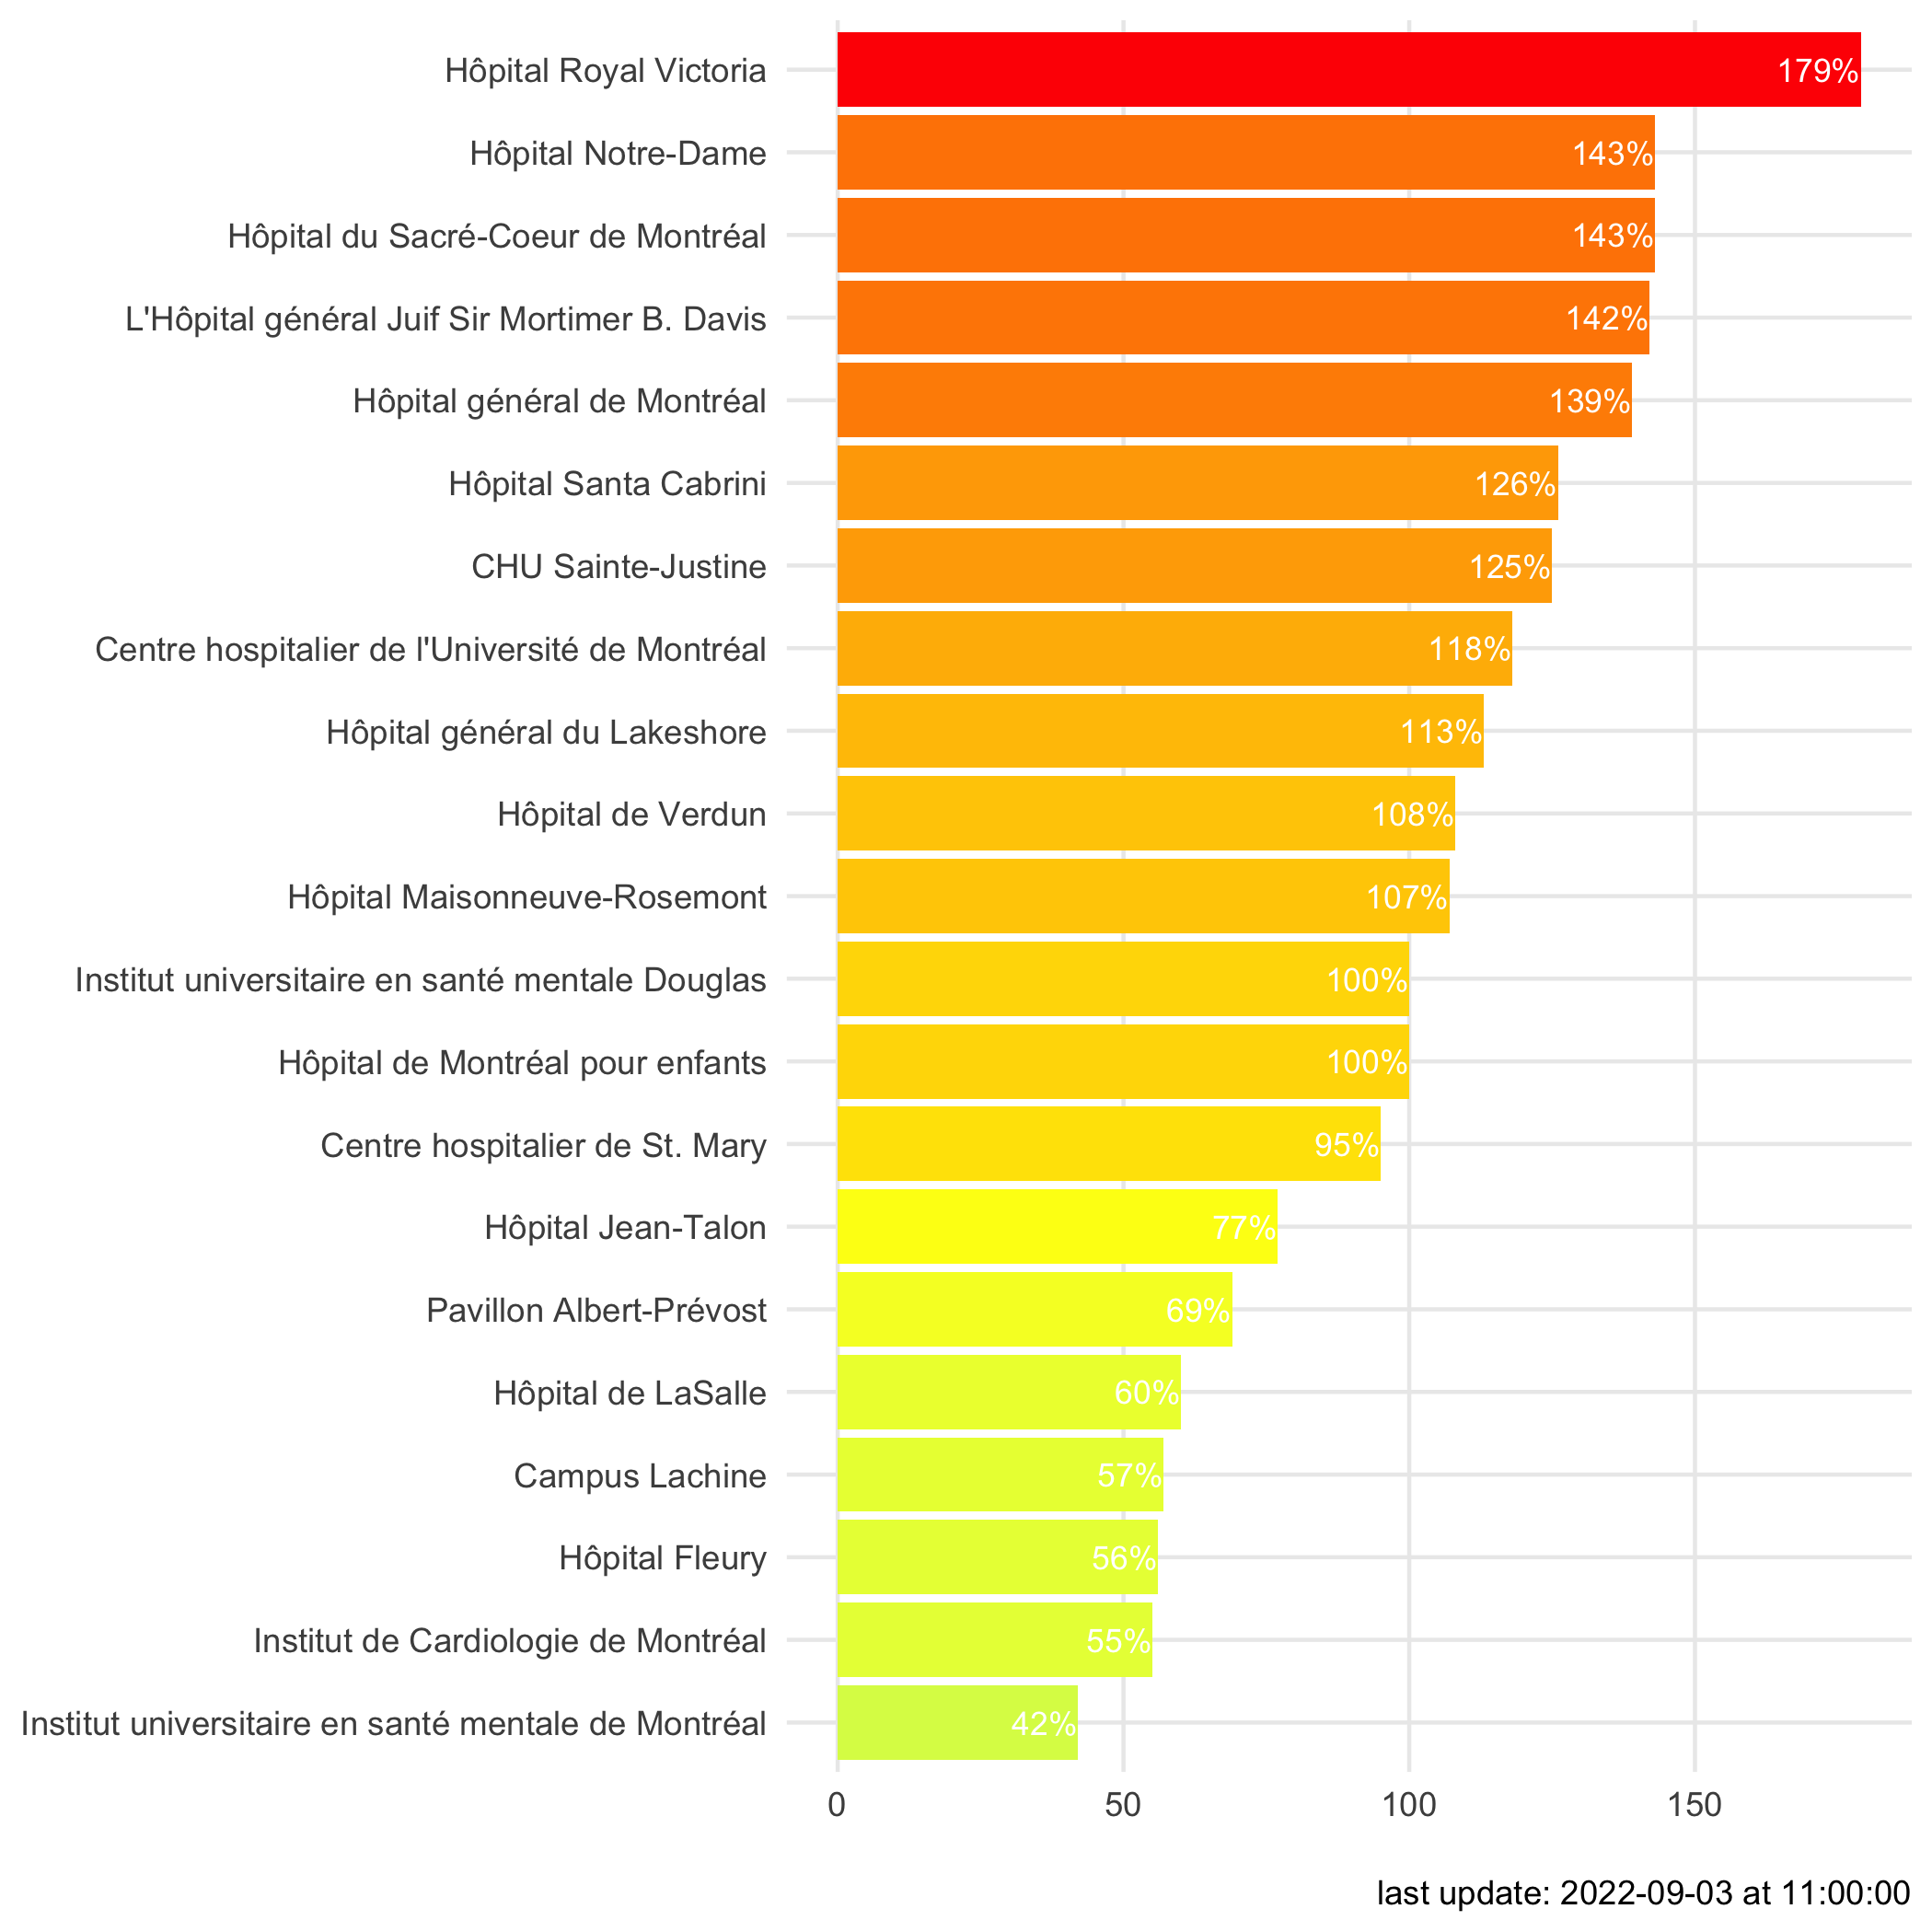 Hôpital Royal Victoria 179%
Hôpital Notre-Dame 143%
Hôpital du Sacré-Coeur de Montréal 143%
L'Hôpital général Juif Sir Mortimer B. Davis 142%
Hôpital général de Montréal 139%
Hôpital Santa Cabrini 126%
CHU Sainte-Justine 125%
Centre hospitalier de l'Université de Montréal 118%
Hôpital général du Lakeshore 113%
Hôpital de Verdun 108%
Hôpital Maisonneuve-Rosemont 107%
Institut universitaire en santé mentale Douglas 100%
Hôpital de Montréal pour enfants 100%
Centre hospitalier de St. Mary 95%
Hôpital Jean-Talon 77%
Pavillon Albert-Prévost 69%
Hôpital de LaSalle 60%
Campus Lachine 57%
Hôpital Fleury 56%
Institut de Cardiologie de Montréal 55%
Institut universitaire en santé mentale de Montréal 42%
0 50 100 150
last update: 2022-09-03 at 11:00:00